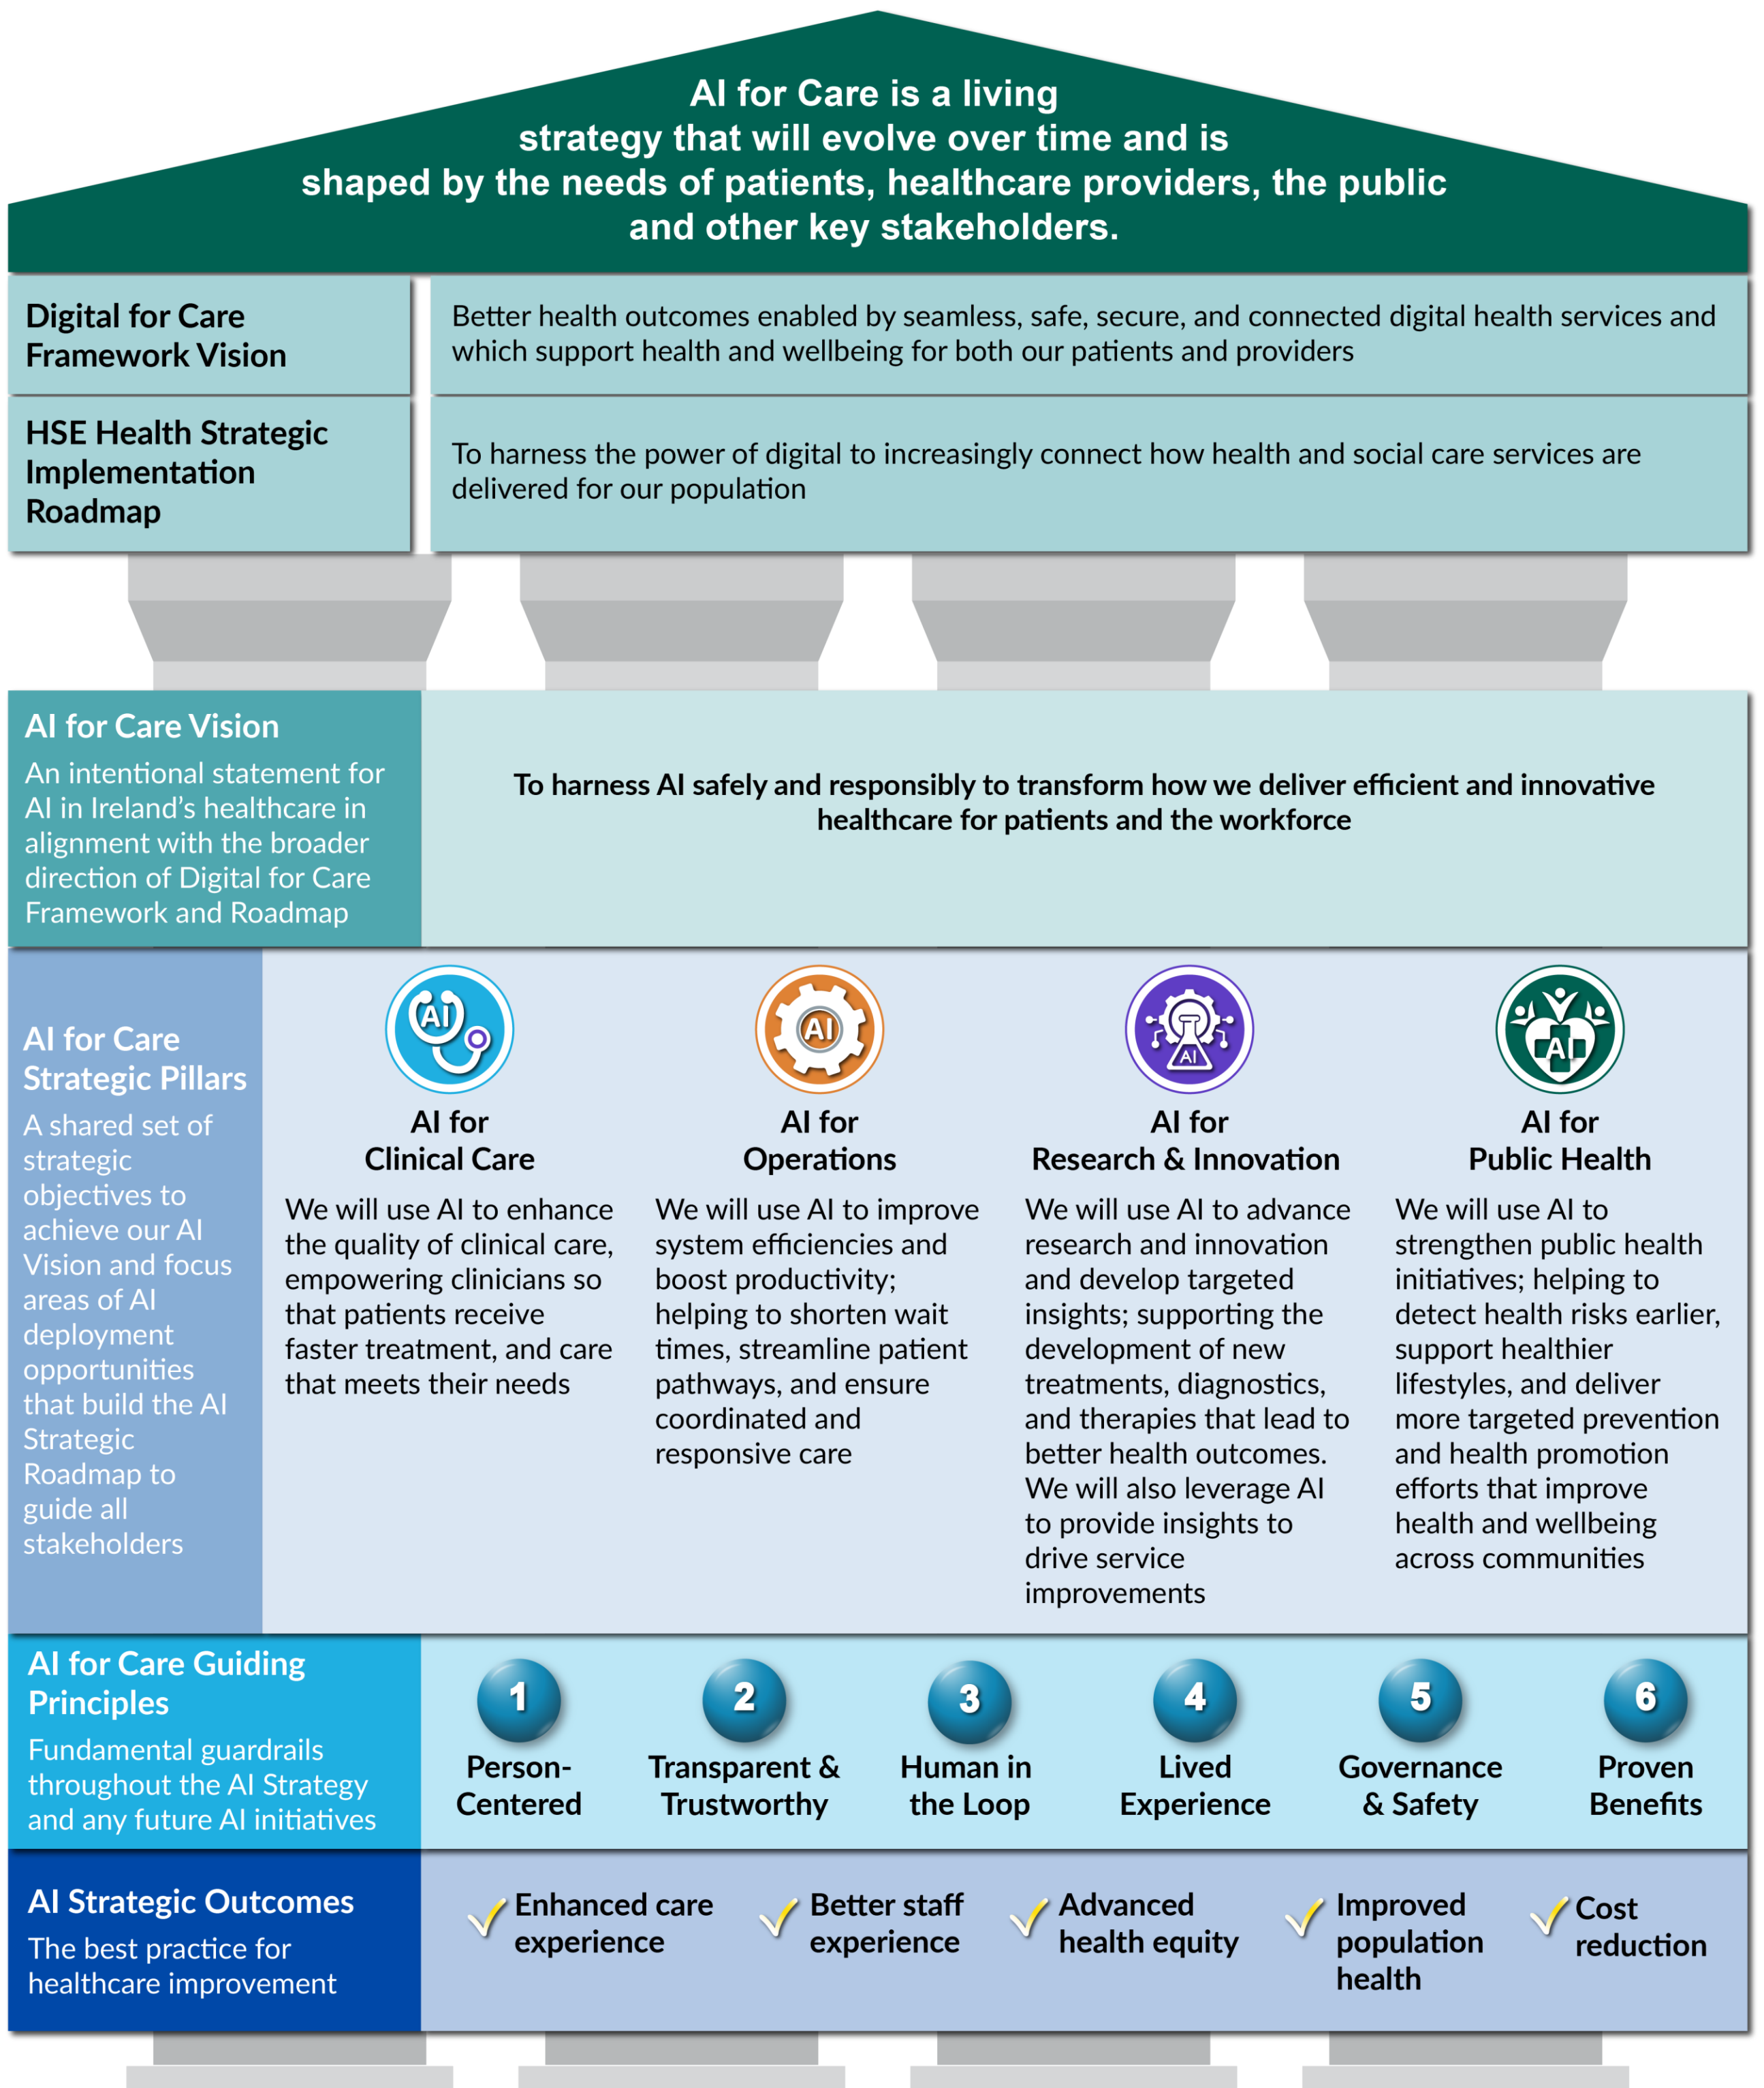 AI for Care is a living
strategy that will evolve over time and is
shaped by the needs of patients, healthcare providers, the public
and other key stakeholders.
Digital for Care
Framework Vision
Better health outcomes enabled by seamless, safe, secure, and connected digital health services and
which support health and wellbeing for both our patients and providers
HSE Health Strategic
Implementation
Roadmap
To harness the power of digital to increasingly connect how health and social care services are
delivered for our population
AI for Care Vision
An intentional statement for
AI in Ireland’s healthcare in
alignment with the broader
direction of Digital for Care
Framework and Roadmap
To harness AI safely and responsibly to transform how we deliver efficient and innovative
healthcare for patients and the workforce
AI for Care
Strategic Pillars
A shared set of
strategic
objectives to
achieve our AI
Vision and focus
areas of AI
deployment
opportunities
that build the AI
Strategic
Roadmap to
guide all
stakeholders
AI
AI for
Clinical Care
We will use AI to enhance
the quality of clinical care,
empowering clinicians so
that patients receive
faster treatment, and care
that meets their needs
AI
AI for
Operations
We will use AI to improve
system efficiencies and
boost productivity;
helping to shorten wait
times, streamline patient
pathways, and ensure
coordinated and
responsive care
AI
AI for
Research & Innovation
We will use AI to advance
research and innovation
and develop targeted
insights; supporting the
development of new
treatments, diagnostics,
and therapies that lead to
better health outcomes.
We will also leverage AI
to provide insights to
drive service
improvements
AI
AI for
Public Health
We will use AI to
strengthen public health
initiatives; helping to
detect health risks earlier,
support healthier
lifestyles, and deliver
more targeted prevention
and health promotion
efforts that improve
health and wellbeing
across communities
AI for Care Guiding
Principles
Fundamental guardrails
throughout the AI Strategy
and any future AI initiatives
1
Person-
Centered
2
Transparent &
Trustworthy
3
Human in
the Loop
4
Lived
Experience
5
Governance
& Safety
6
Proven
Benefits
AI Strategic Outcomes
The best practice for
healthcare improvement
Enhanced care
experience
Better staff
experience
Advanced
health equity
Improved
population
health
Cost
reduction